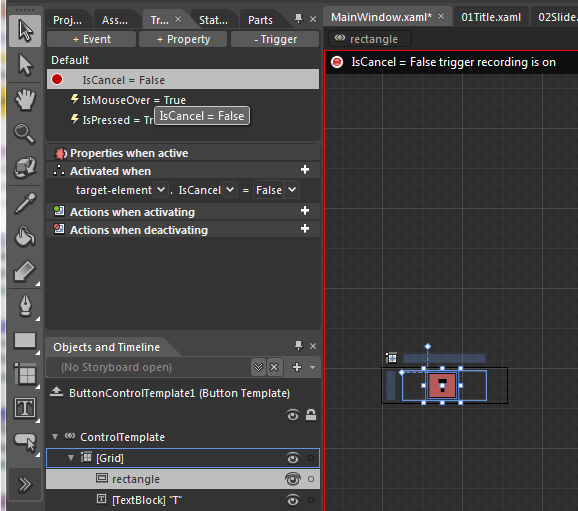 Proj...
Ass...
Tr...
Stat...
Parts
+ Event
+ Property
- Trigger
Default
IsCancel = False
IsMouseOver = True
IsPressed = Tr
IsCancel = False
Properties when active
Activated when
target-element . IsCancel = False
Actions when activating
Actions when deactivating
Objects and Timeline
(No Storyboard open)
ButtonControlTemplate1 (Button Template)
ControlTemplate
[Grid]
rectangle
[TextBlock] "T"
MainWindow.xaml*
01Title.xaml
02Slide.
rectangle
IsCancel = False trigger recording is on